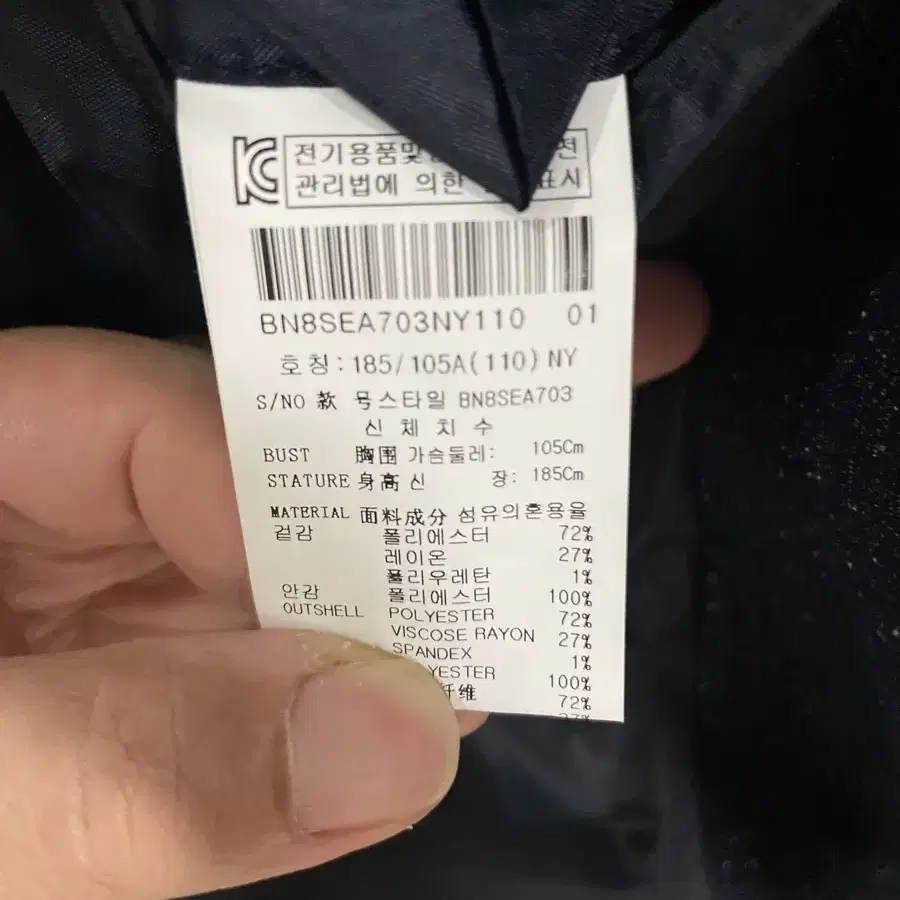 KC 전기용품및
관리법에 의한 표시
BN8SEA703NY110 01
호칭:185/105A(110)NY
S/NO 款 号스타일 BN8SEA703
신체치수
BUST 胸围 가슴둘레: 105Cm
STATURE 身高 신 장: 185Cm
MATERIAL 面料成分 섬유의혼용율
겉감 폴리에스터 72%
레이온 27%
폴리우레탄 1%
안감 폴리에스터 100%
OUTSHELL POLYESTER 72%
VISCOSE RAYON 27%
SPANDEX 1%
YESTER 100%
纤维 72%
27%